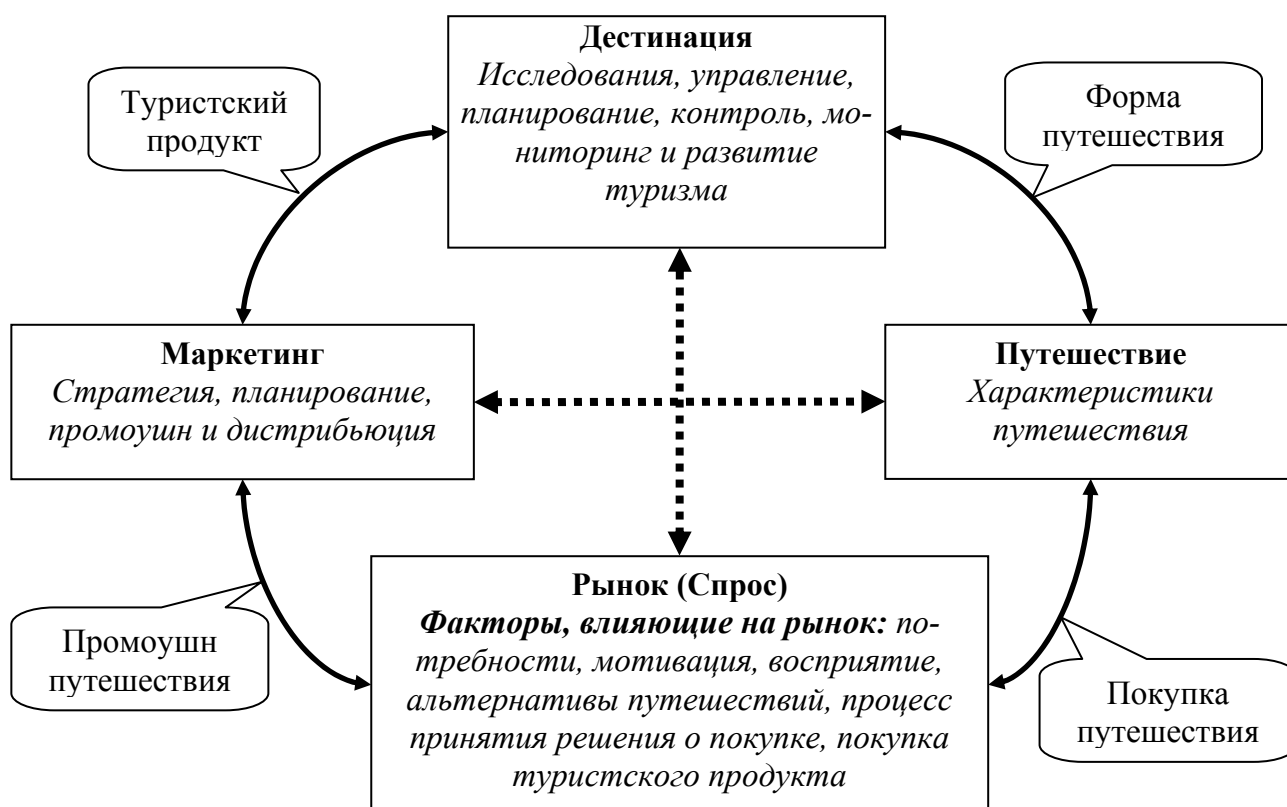 Дестинация
Исследования, управление,
планирование, контроль, мо-
ниторинг и развитие
туризма
Туристский
продукт
Форма
путешествия
Маркетинг
Стратегия, планирование,
промоушн и дистрибьюция
Путешествие
Характеристики
путешествия
Рынок (Спрос)
Факторы, влияющие на рынок: по-
требности, мотивация, восприятие,
альтернативы путешествий, процесс
принятия решения о покупке, покупка
туристского продукта
Промоушн
путешествия
Покупка
путешествия